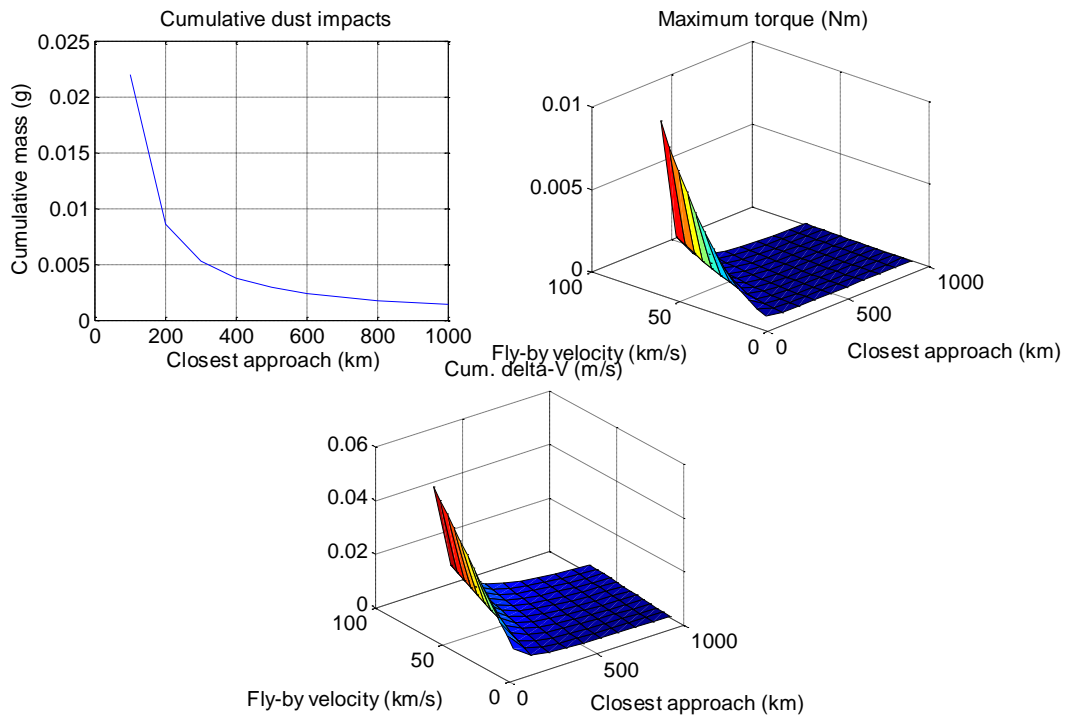 Cumulative dust impacts
0.025
0.02
0.015
0.01
0.005
0
0 200 400 600 800 1000
Cumulative mass (g)
Closest approach (km)
Maximum torque (Nm)
0.01
0.005
0
100
50
0
0
500
1000
Fly-by velocity (km/s)
Closest approach (km)
Cum. delta-V (m/s)
0.06
0.04
0.02
0
100
50
0
0
500
1000
Fly-by velocity (km/s)
Closest approach (km)